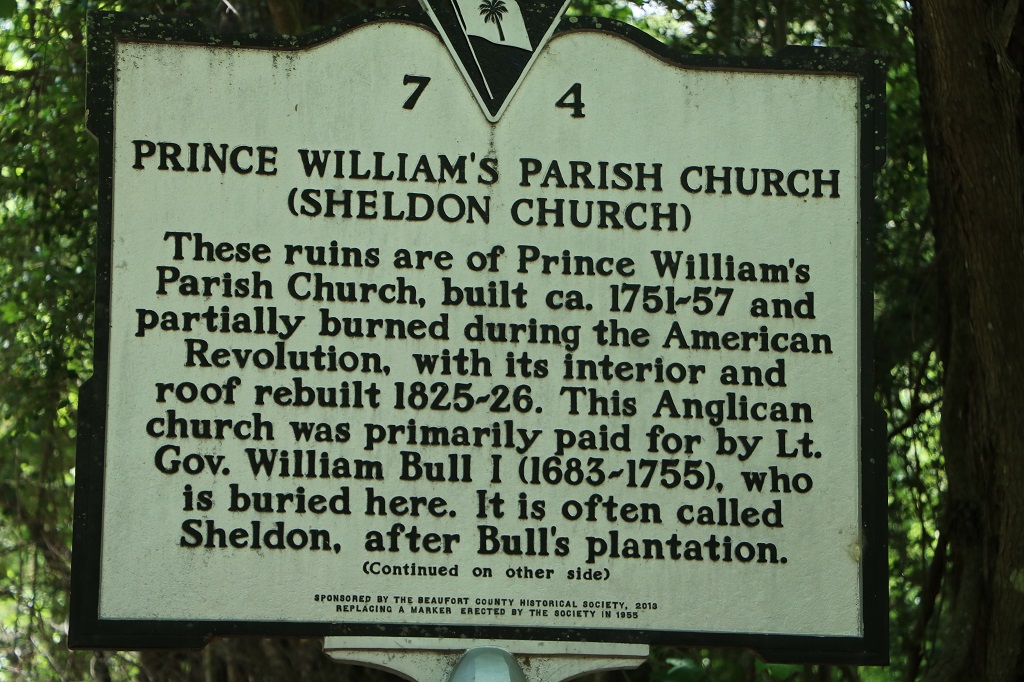 7 4
PRINCE WILLIAM'S PARISH CHURCH
(SHELDON CHURCH)
These ruins are of Prince William's
Parish Church, built ca. 1751-57 and
partially burned during the American
Revolution, with its interior and
roof rebuilt 1825-26. This Anglican
church was primarily paid for by Lt.
Gov. William Bull I (1683-1755), who
is buried here. It is often called
Sheldon, after Bull's plantation.
(Continued on other side)
SPONSORED BY THE BEAUFORT COUNTY HISTORICAL SOCIETY, 2013
REPLACING A MARKER ERECTED BY THE SOCIETY IN 1955